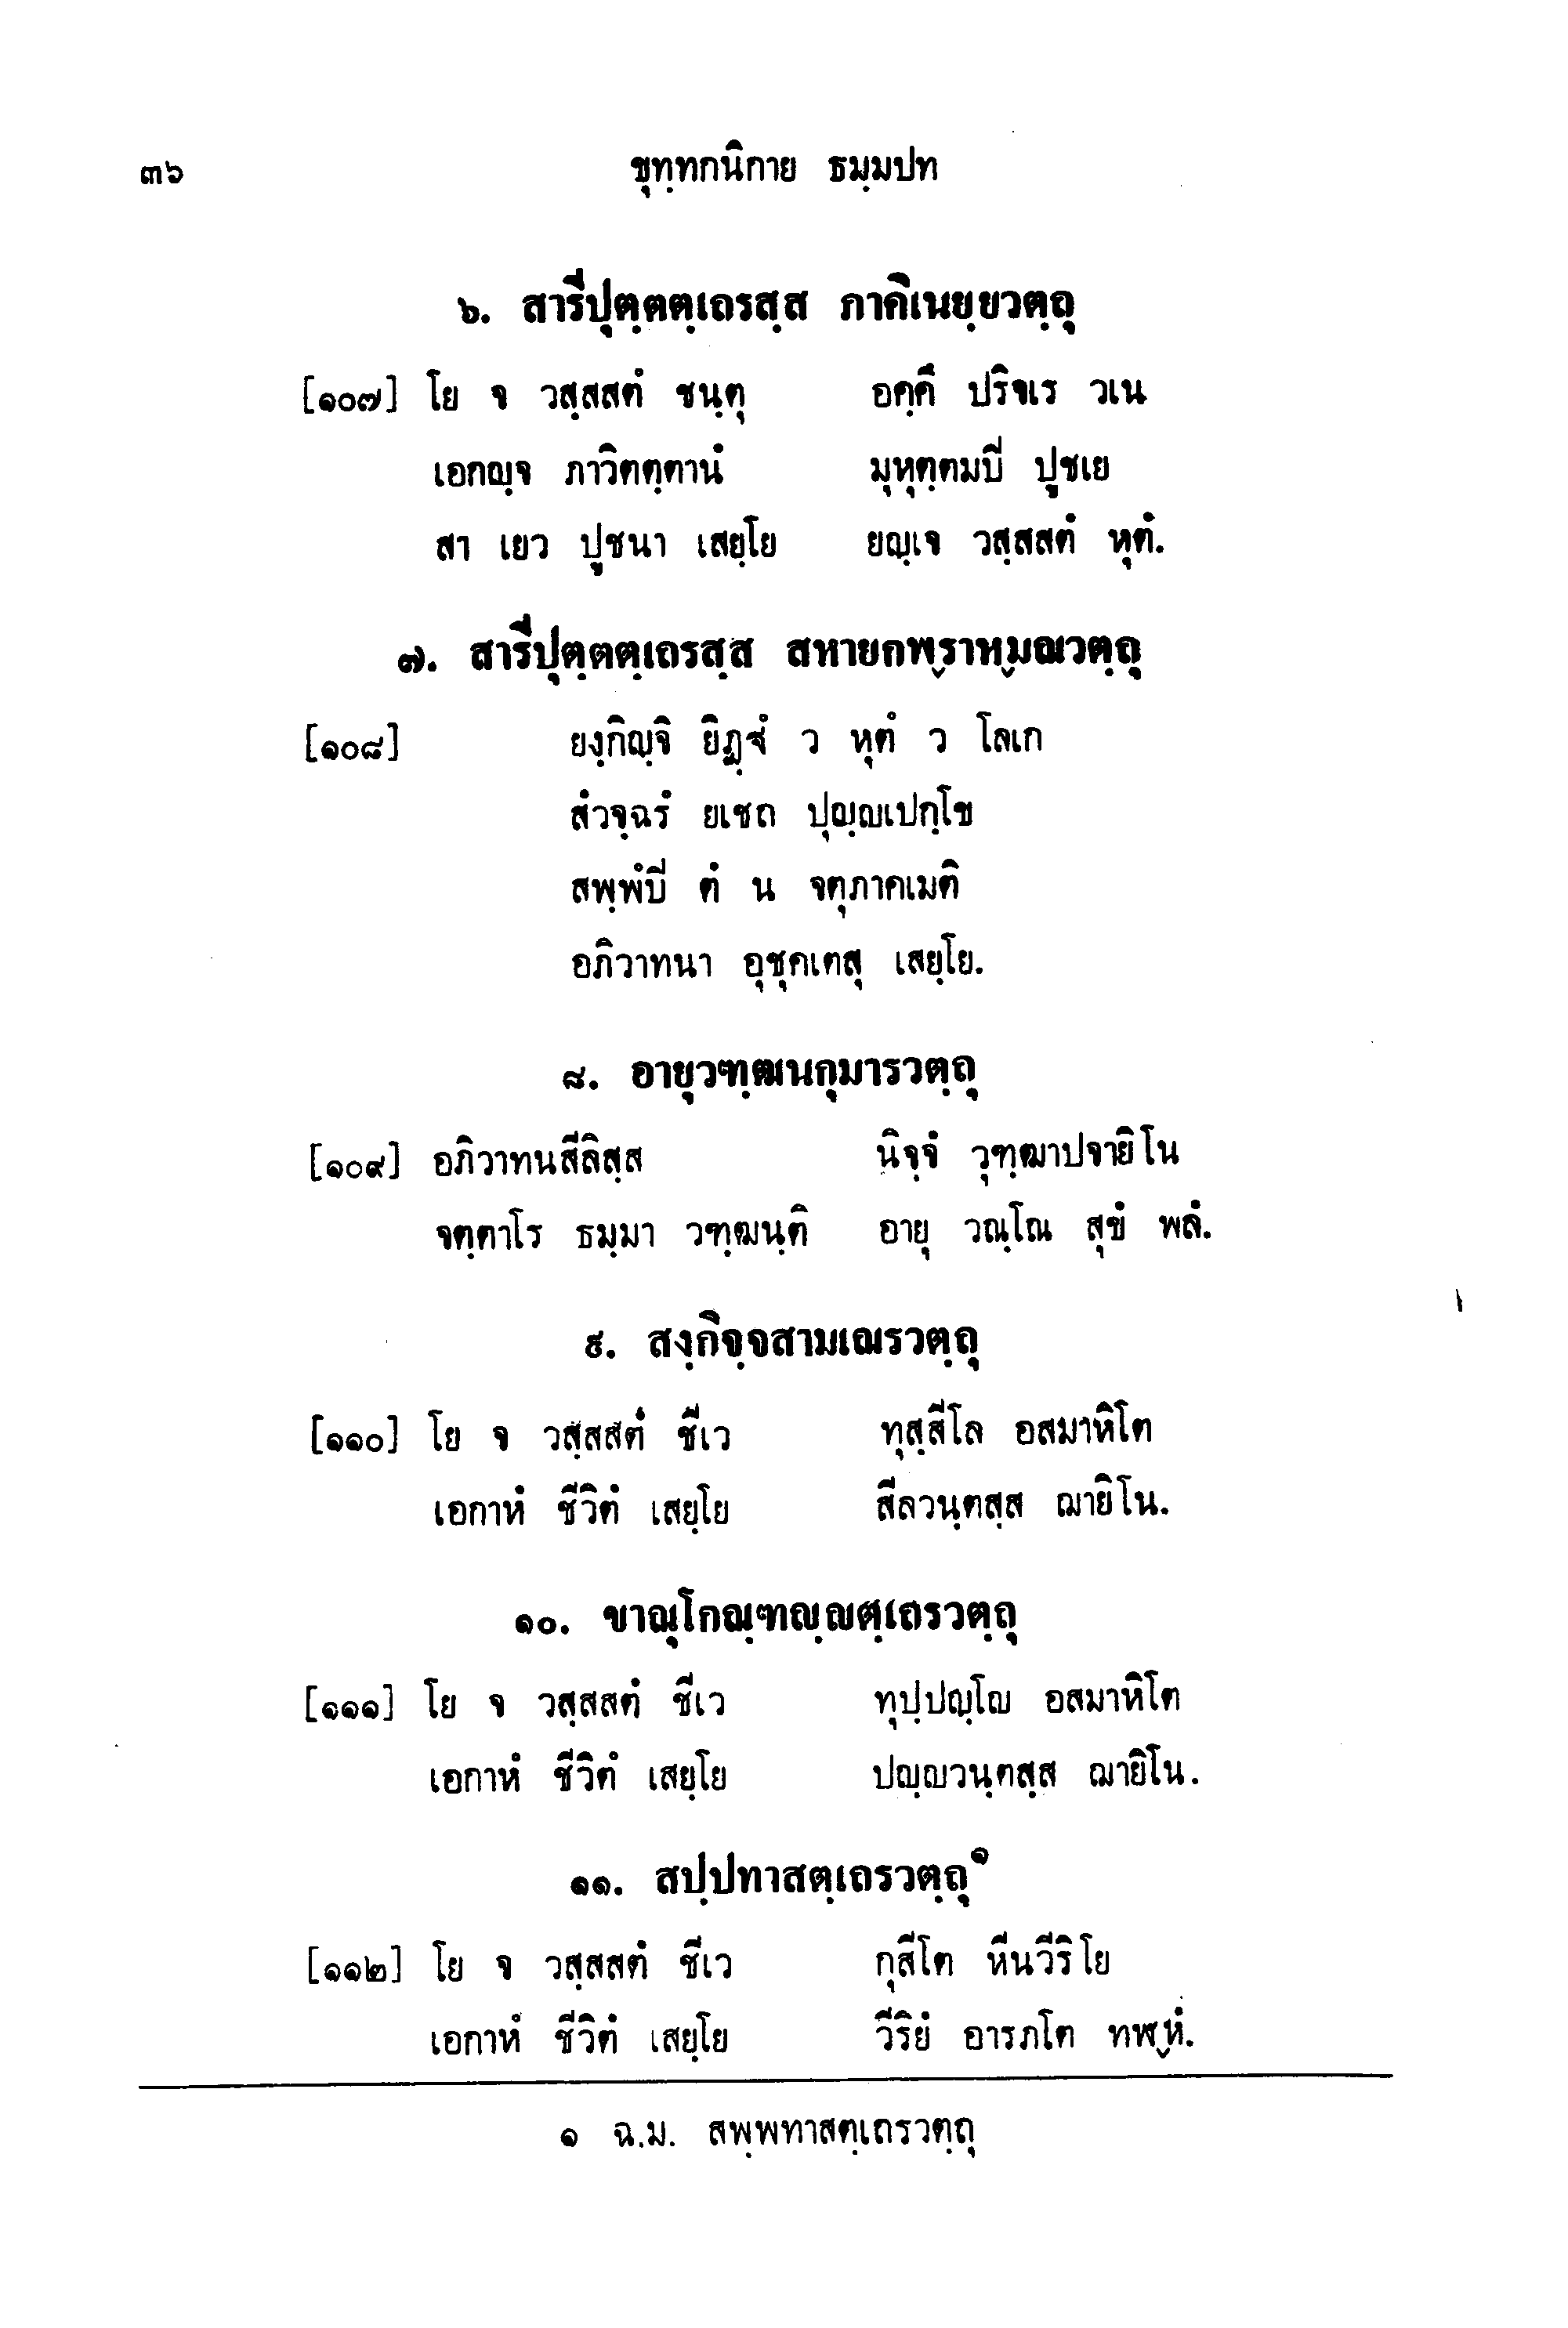 ๓๖ ขุทฺทกนิกาย ธมฺมปท
๖. สารีปุตฺตตฺเถรสฺส ภาคิเนยฺยวตฺถุ
[๑๐๗] โย จ วสฺสสตํ ชนฺตุ อคฺคึ ปริจเร วเน
เอกญฺจ ภาวิตตฺตานํ มุหุตฺตมปิ ปูชเย
สา เยว ปูชนา เสยฺโย ยญฺเจ วสฺสสตํ หุตํ.
๗. สารีปุตฺตตฺเถรสฺส สหายกพฺราหฺมณวตฺถุ
[๑๐๘] ยงฺกิญฺจิ ยิฏฺฐํ ว หุตํ ว โลเก
สํวจฺฉรํ ยเชถ ปุญฺญเปกฺโข
สพฺพํปิ ตํ น จตุภาคเมติ
อภิวาทนา อุชุคเตสุ เสยฺโย.
๘. อายุวฑฺฒนกุมารวตฺถุ
[๑๐๙] อภิวาทนสีลิสฺส นิจฺจํ วุฑฺฒาปจายิโน
จตฺตาโร ธมฺมา วฑฺฒนฺติ อายุ วณฺโณ สุขํ พลํ.
๙. สงฺกิจฺจสามเณรวตฺถุ
[๑๑๐] โย จ วสฺสสตํ ชีเว ทุสฺสีโล อสมาหิโต
เอกาหํ ชีวิตํ เสยฺโย สีลวนฺตสฺส ฌายิโน.
๑๐. ขาณุโกณฺฑญฺญตฺเถรวตฺถุ
[๑๑๑] โย จ วสฺสสตํ ชีเว ทุปฺปญฺโญ อสมาหิโต
เอกาหํ ชีวิตํ เสยฺโย ปญฺญวนฺตสฺส ฌายิโน.
๑๑. สปฺปทาสตฺเถรวตฺถุ๑
[๑๑๒] โย จ วสฺสสตํ ชีเว กุสีโต หีนวีริโย
เอกาหํ ชีวิตํ เสยฺโย วีริยํ อารภโต ทฬฺหํ.
๑ ฉ.ม. สพฺพทาสตฺเถรวตฺถุ